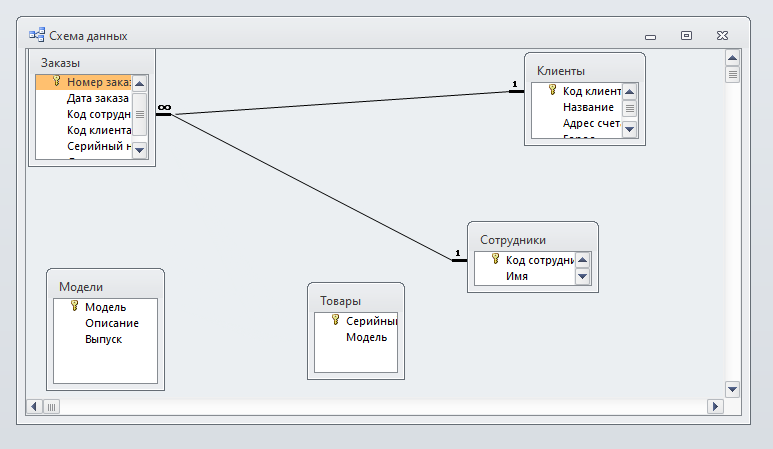 Схема данных
Заказы
Номер зака
Дата заказа
Код сотрудн
Код клиента
Серийный н
∞
1
Клиенты
Код клиент
Название
Адрес счет
1
Сотрудники
Код сотрудни
Имя
Модели
Модель
Описание
Выпуск
Товары
Серийны
Модель